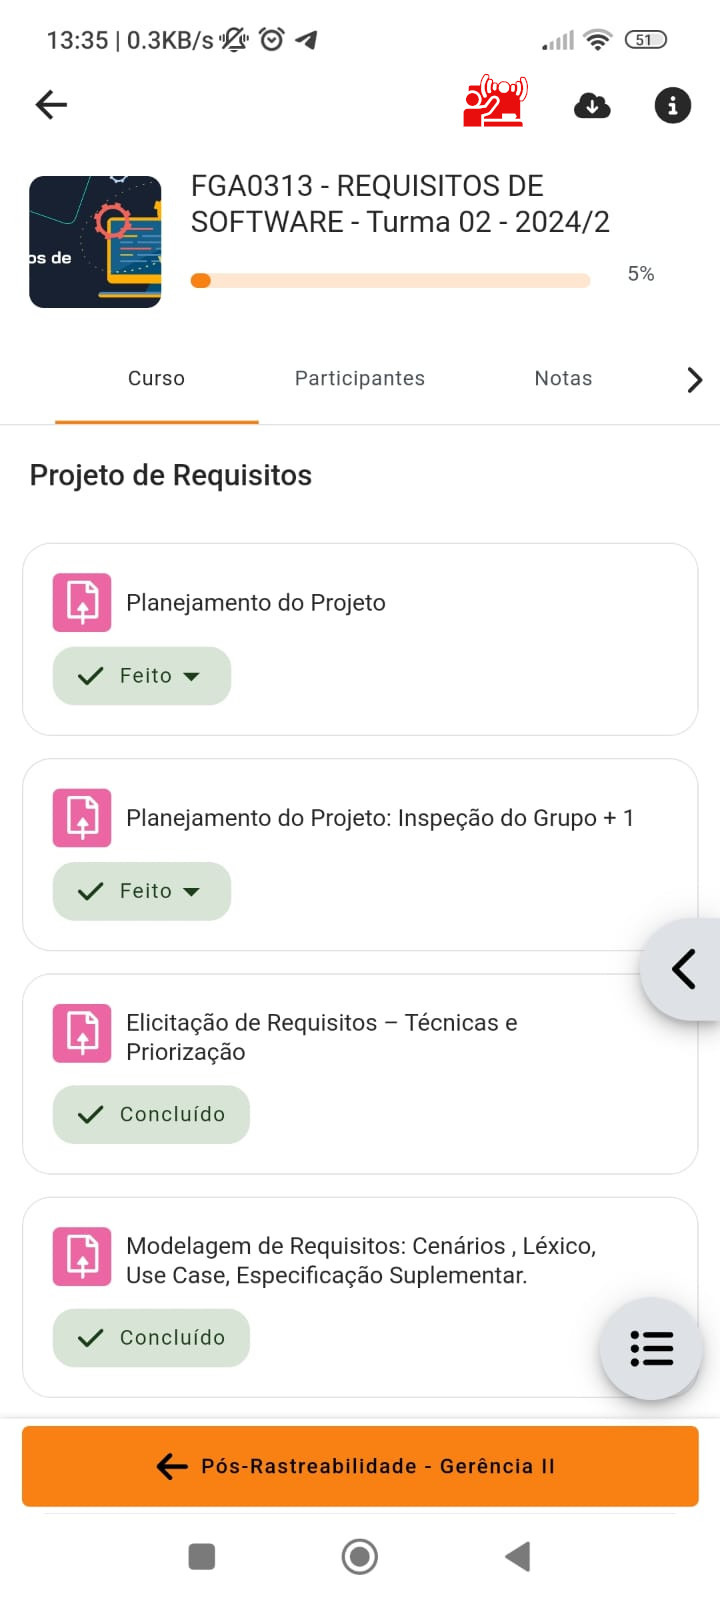 13:35 | 0.3KB/s
51
FGA0313 - REQUISITOS DE
SOFTWARE - Turma 02 - 2024/2
os de
5%
Curso
Participantes
Notas
Projeto de Requisitos
Planejamento do Projeto
Feito
Planejamento do Projeto: Inspeção do Grupo + 1
Feito
Elicitação de Requisitos – Técnicas e
Priorização
Concluído
Modelagem de Requisitos: Cenários , Léxico,
Use Case, Especificação Suplementar.
Concluído
Pós-Rastreabilidade - Gerência II